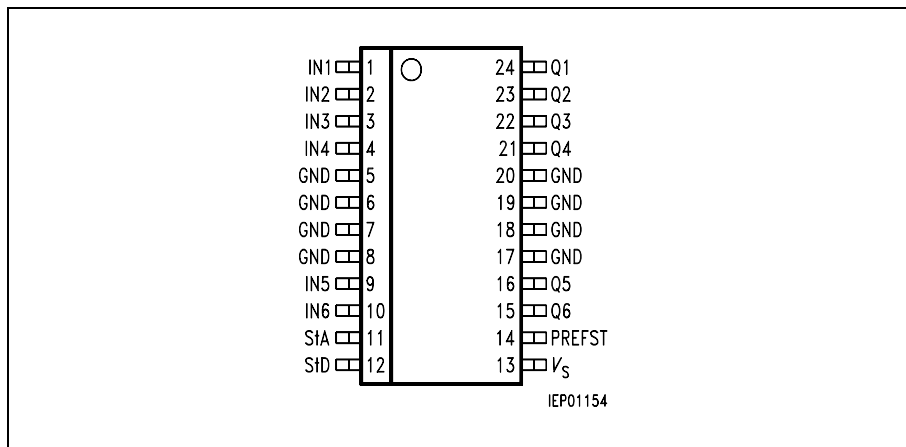 IN1 1 24 Q1
IN2 2 23 Q2
IN3 3 22 Q3
IN4 4 21 Q4
GND 5 20 GND
GND 6 19 GND
GND 7 18 GND
GND 8 17 GND
IN5 9 16 Q5
IN6 10 15 Q6
StA 11 14 PREFST
StD 12 13 VS
IEP01154